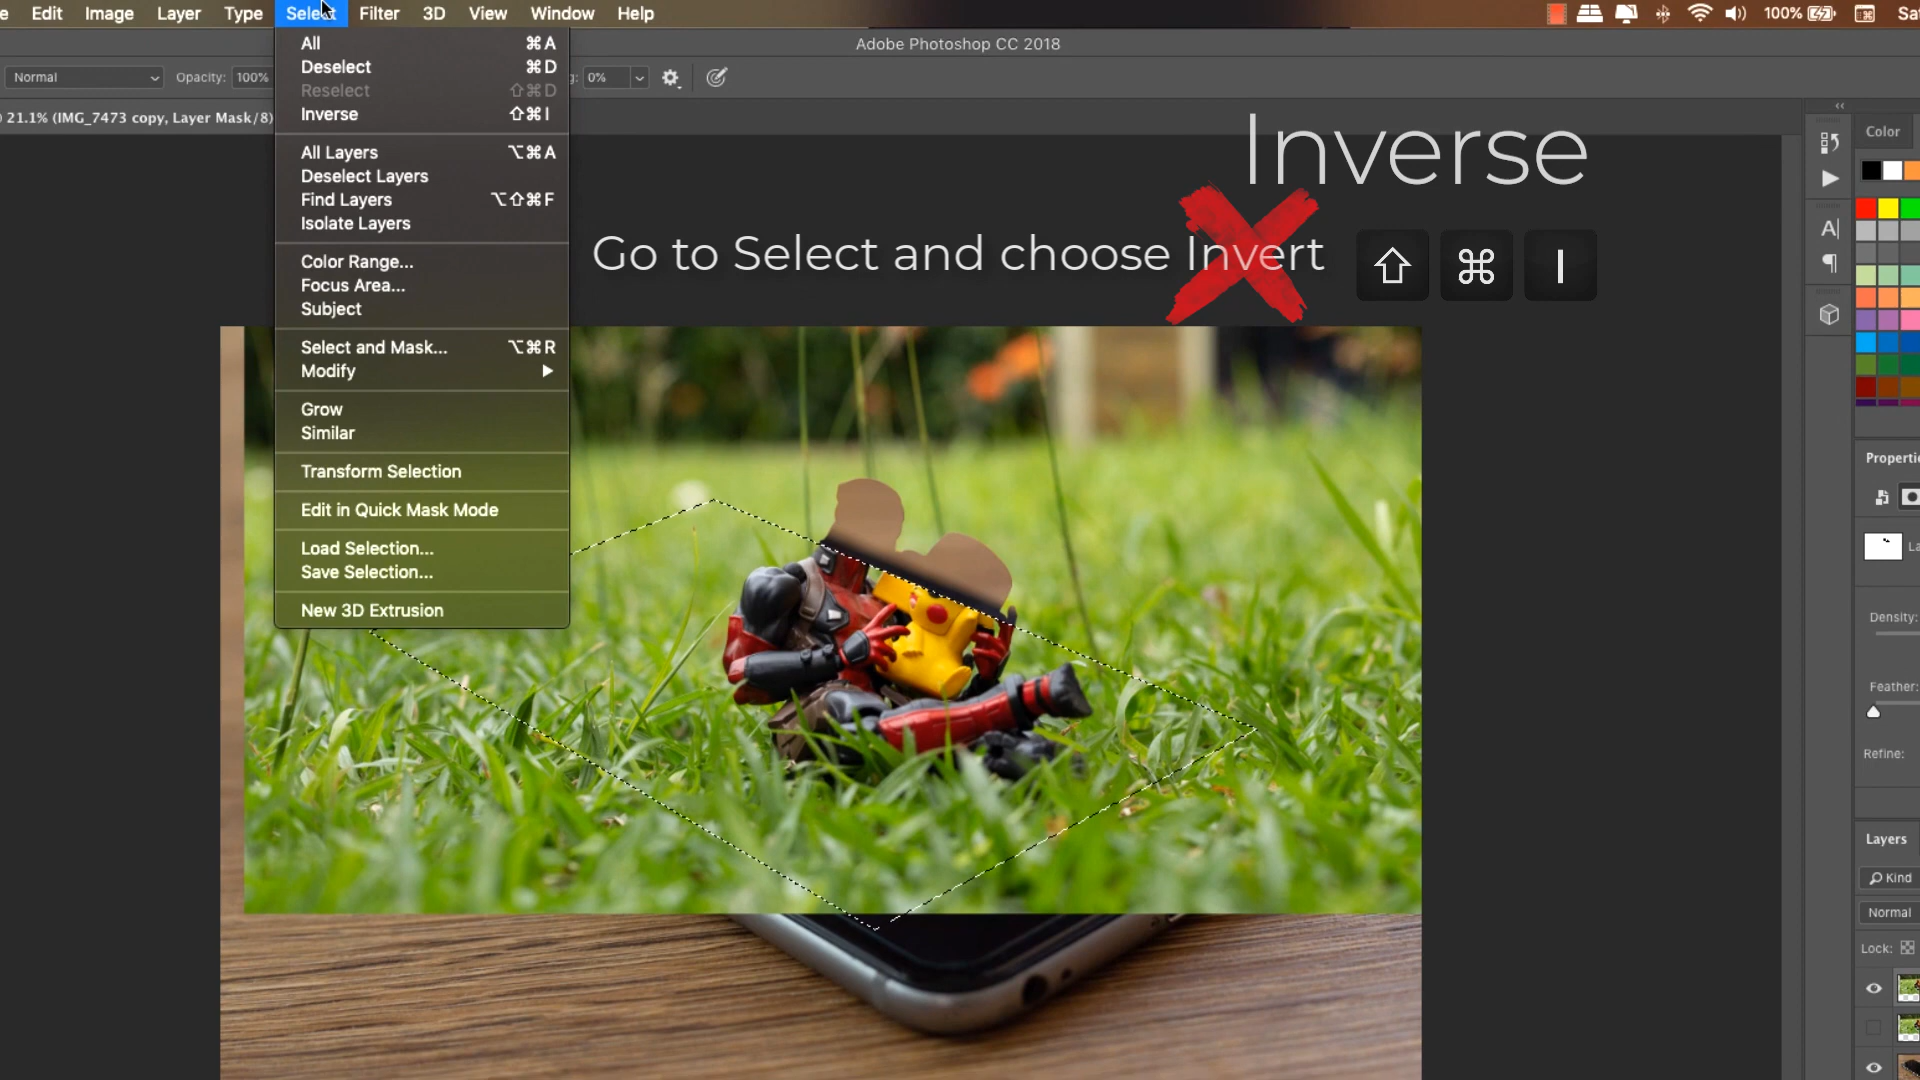 Edit Image Layer Type Select Filter 3D View Window Help
100%
Adobe Photoshop CC 2018
Normal Opacity: 100% 0%
21.1% (IMG_7473 copy, Layer Mask/8)
All ⌘A
Deselect ⌘D
Reselect ⇧⌘D
Inverse ⇧⌘I
All Layers ⌥⌘A
Deselect Layers
Find Layers ⌥⇧⌘F
Isolate Layers
Color Range...
Focus Area...
Subject
Select and Mask... ⌥⌘R
Modify
Grow
Similar
Transform Selection
Edit in Quick Mask Mode
Load Selection...
Save Selection...
New 3D Extrusion
Inverse
Go to Select and choose Invert ⇧ ⌘ I
Color
Properti
La
Density:
Feather:
Refine:
Layers
Kind
Normal
Lock: